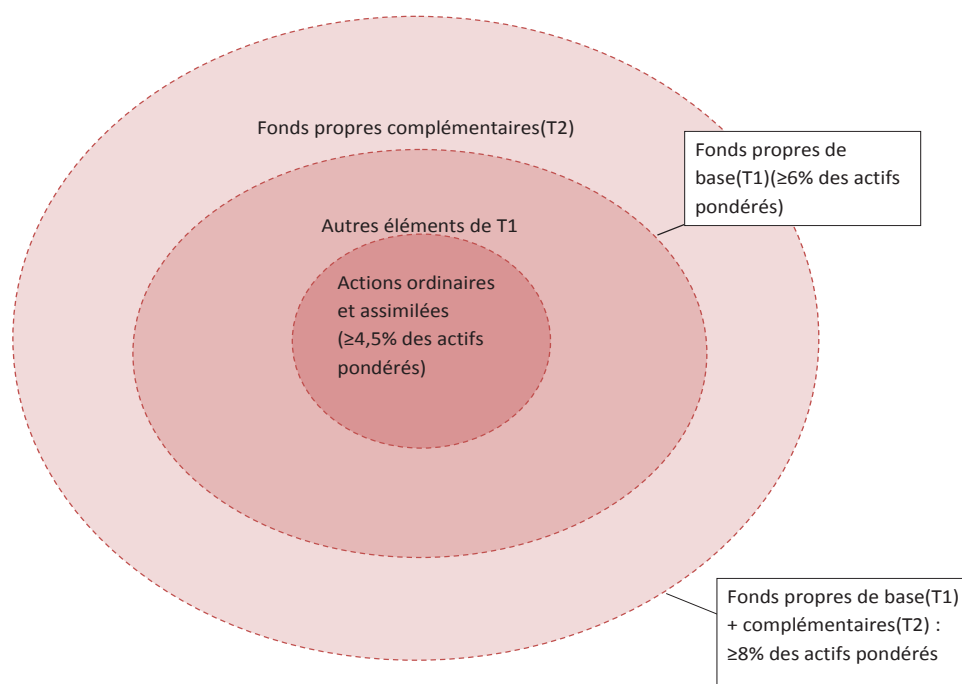 Fonds propres complémentaires(T2)
Fonds propres de
base(T1)(≥6% des actifs
pondérés)
Autres éléments de T1
Actions ordinaires
et assimilées
(≥4,5% des actifs
pondérés)
Fonds propres de base(T1)
+ complémentaires(T2) :
≥8% des actifs pondérés